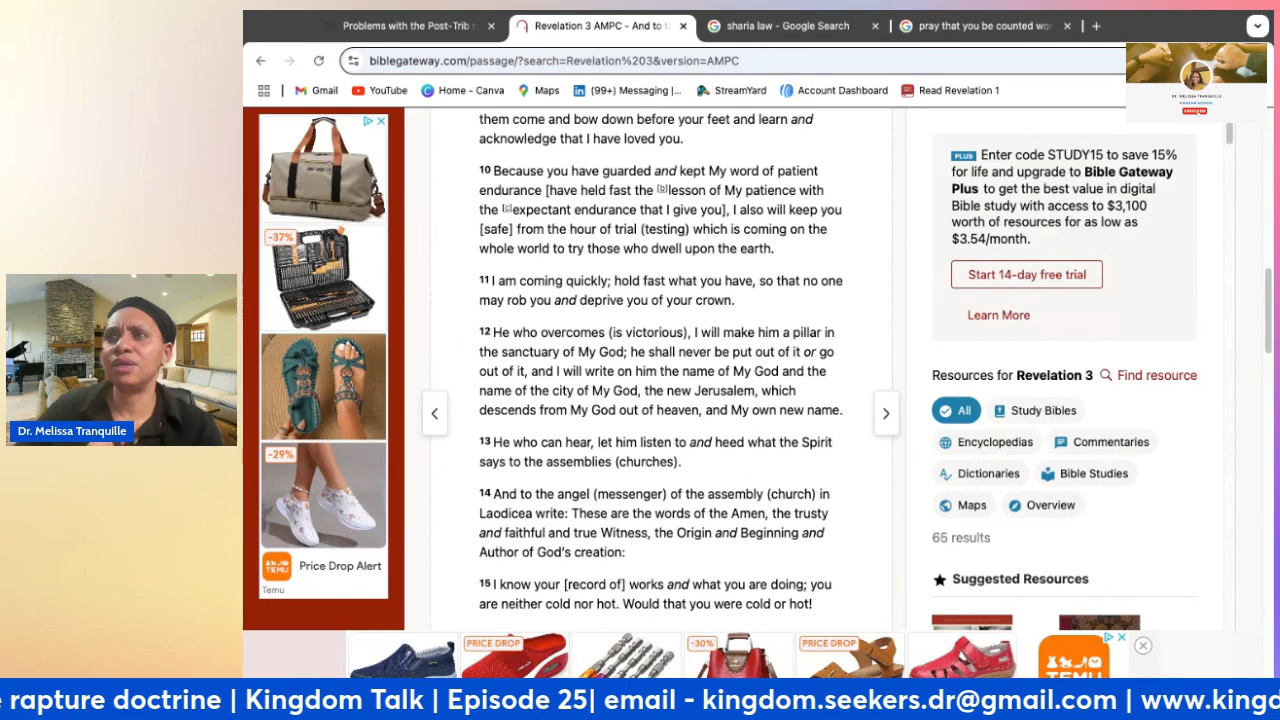 Problems with the Post-Trib
Revelation 3 AMPC - And to t
sharia law - Google Search
pray that you be counted wo
biblegateway.com/passage/?search=Revelation%203&version=AMPC
Gmail
YouTube
Home - Canva
Maps
(99+) Messaging |...
StreamYard
Account Dashboard
Read Revelation 1
DR. MELISSA TRANQUILLE
SUBSCRIBE
them come and bow down before your feet and learn and
acknowledge that I have loved you.
10 Because you have guarded and kept My word of patient
endurance [have held fast the [b]lesson of My patience with
the [c]expectant endurance that I give you], I also will keep you
[safe] from the hour of trial (testing) which is coming on the
whole world to try those who dwell upon the earth.
11 I am coming quickly; hold fast what you have, so that no one
may rob you and deprive you of your crown.
12 He who overcomes (is victorious), I will make him a pillar in
the sanctuary of My God; he shall never be put out of it or go
out of it, and I will write on him the name of My God and the
name of the city of My God, the new Jerusalem, which
descends from My God out of heaven, and My own new name.
13 He who can hear, let him listen to and heed what the Spirit
says to the assemblies (churches).
14 And to the angel (messenger) of the assembly (church) in
Laodicea write: These are the words of the Amen, the trusty
and faithful and true Witness, the Origin and Beginning and
Author of God's creation:
15 I know your [record of] works and what you are doing; you
are neither cold nor hot. Would that you were cold or hot!
PLUS Enter code STUDY15 to save 15%
for life and upgrade to Bible Gateway
Plus to get the best value in digital
Bible study with access to $3,100
worth of resources for as low as
$3.54/month.
Start 14-day free trial
Learn More
Resources for Revelation 3
Find resource
All
Study Bibles
Encyclopedias
Commentaries
Dictionaries
Bible Studies
Maps
Overview
65 results
Suggested Resources
-37%
-29%
TEMU
Price Drop Alert
Temu
Dr. Melissa Tranquille
PRICE DROP
-30%
PRICE DROP
e rapture doctrine | Kingdom Talk | Episode 25| email - kingdom.seekers.dr@gmail.com | www.kingd